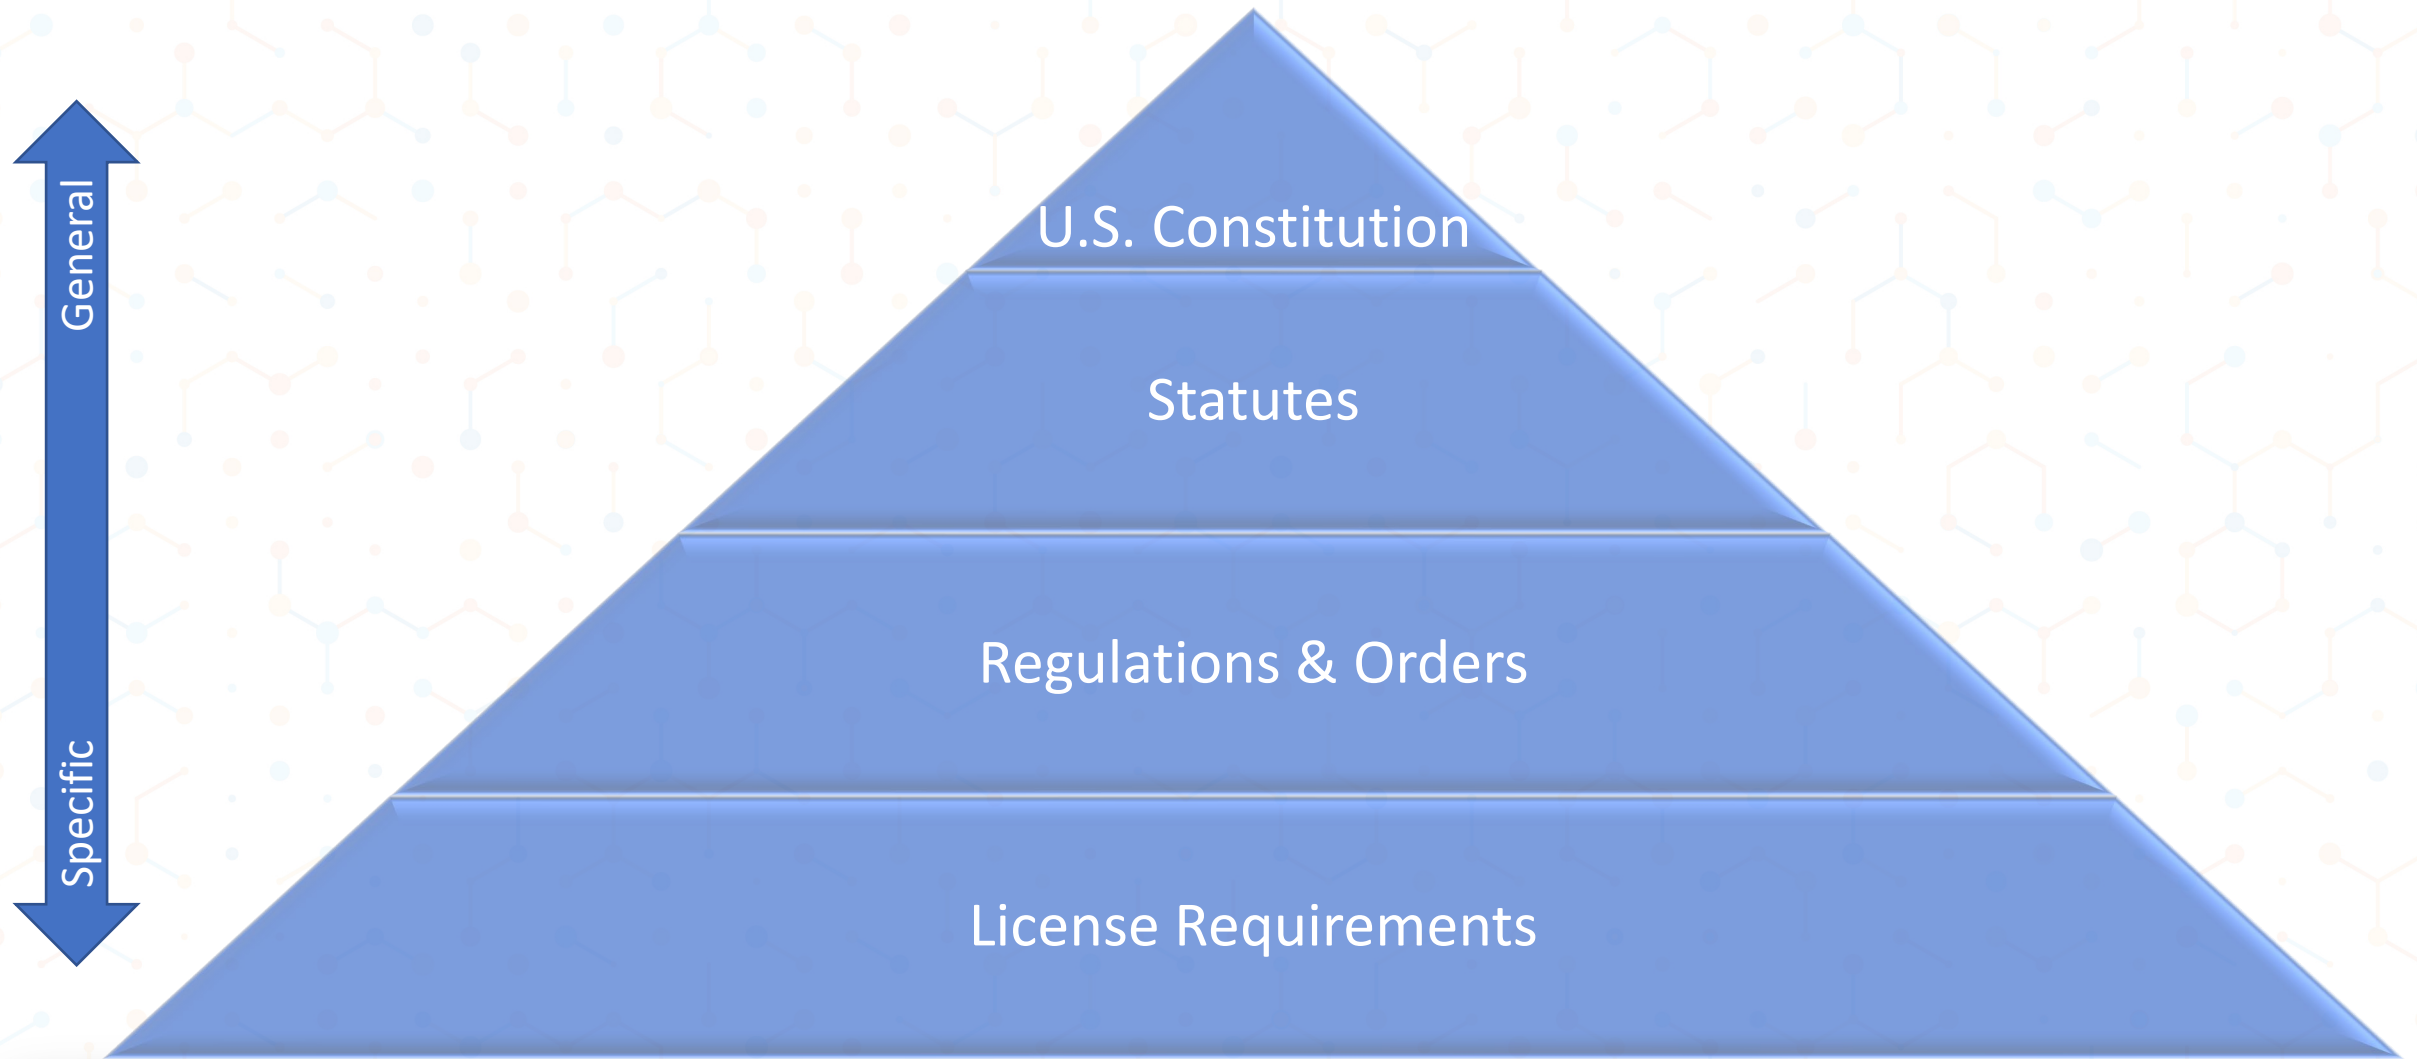 General
Specific
U.S. Constitution
Statutes
Regulations & Orders
License Requirements